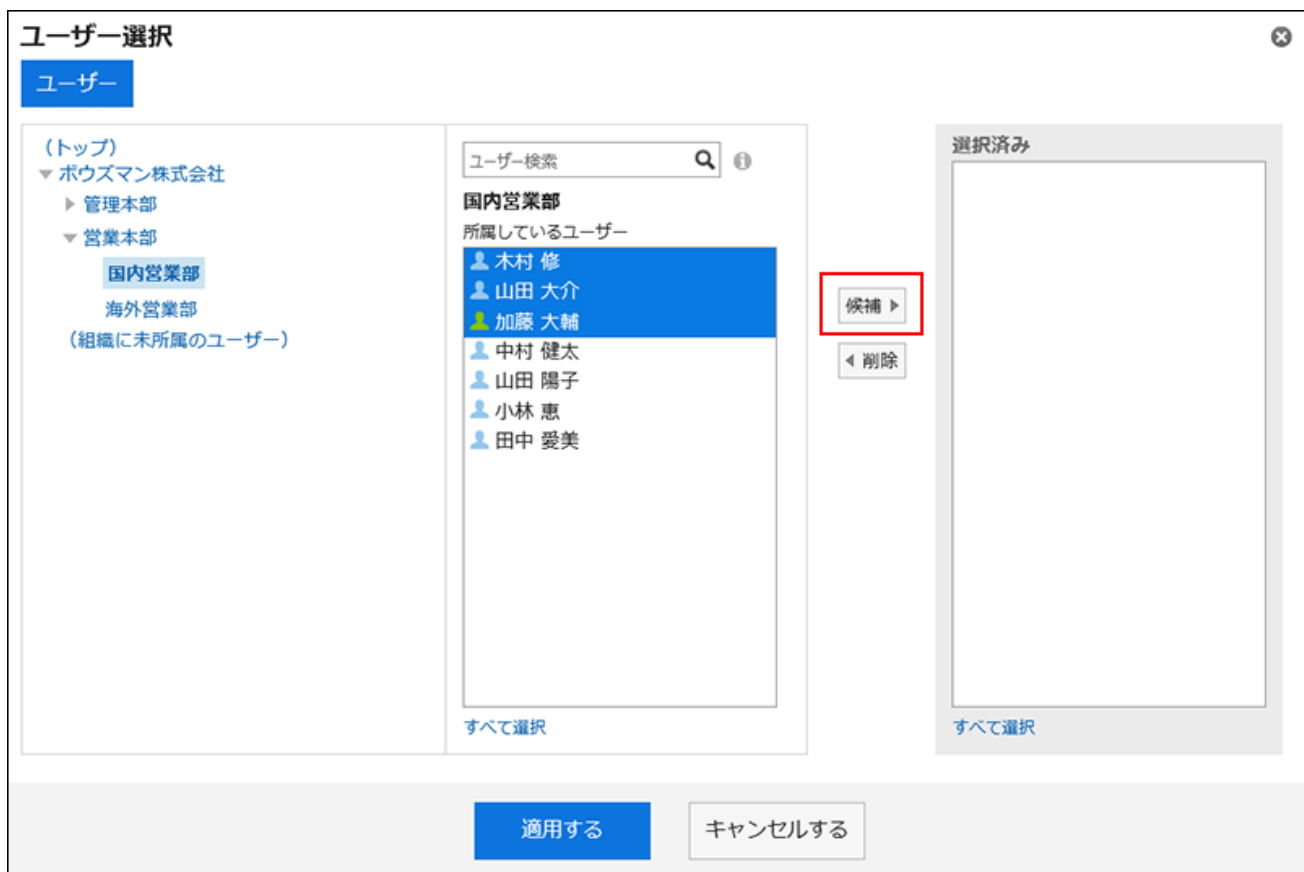 ユーザー選択
ユーザー
(トップ)
ボウズマン株式会社
管理本部
営業本部
国内営業部
海外営業部
(組織に未所属のユーザー)
ユーザー検索
国内営業部
所属しているユーザー
木村 修
山田 大介
加藤 大輔
中村 健太
山田 陽子
小林 恵
田中 愛美
すべて選択
候補
削除
選択済み
すべて選択
適用する
キャンセルする